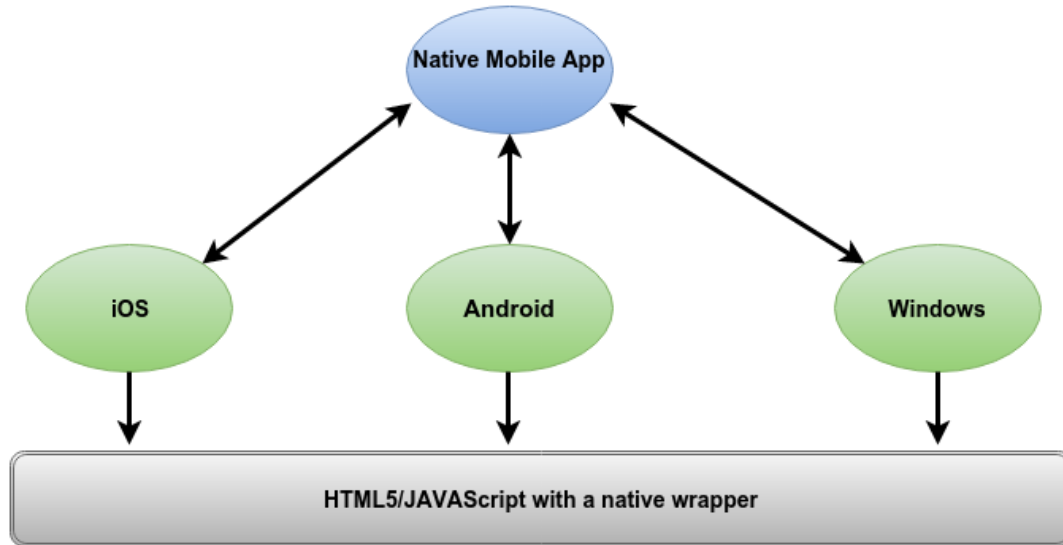 Native Mobile App
iOS
Android
Windows
HTML5/JAVAScript with a native wrapper